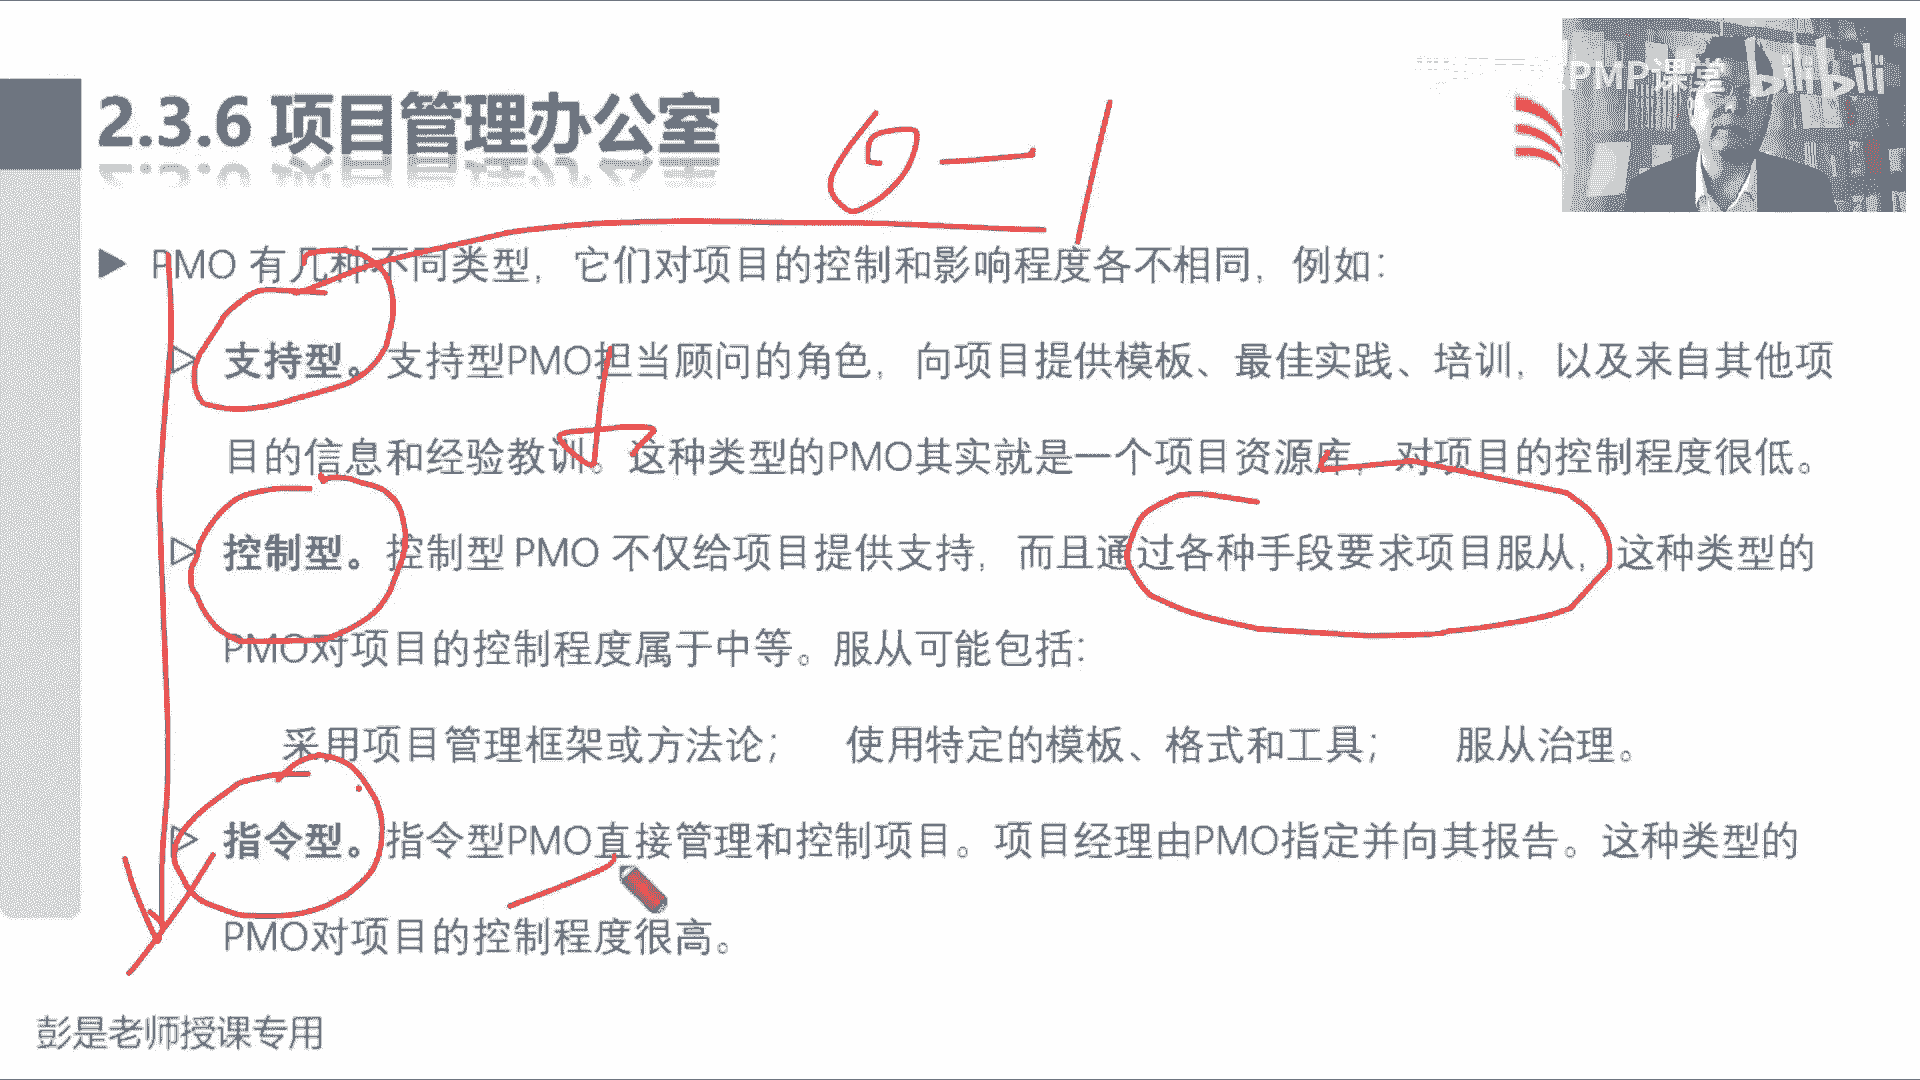 PMP课堂 bilibili
2.3.6 项目管理办公室
0-1
PMO 有几种不同类型，它们对项目的控制和影响程度各不相同，例如：
支持型。支持型PMO担当顾问的角色，向项目提供模板、最佳实践、培训，以及来自其他项
目的信息和经验教训。这种类型的PMO其实就是一个项目资源库，对项目的控制程度很低。
控制型。控制型 PMO 不仅给项目提供支持，而且通过各种手段要求项目服从，这种类型的
PMO对项目的控制程度属于中等。服从可能包括：
采用项目管理框架或方法论； 使用特定的模板、格式和工具； 服从治理。
指令型。指令型PMO直接管理和控制项目。项目经理由PMO指定并向其报告。这种类型的
PMO对项目的控制程度很高。
彭是老师授课专用